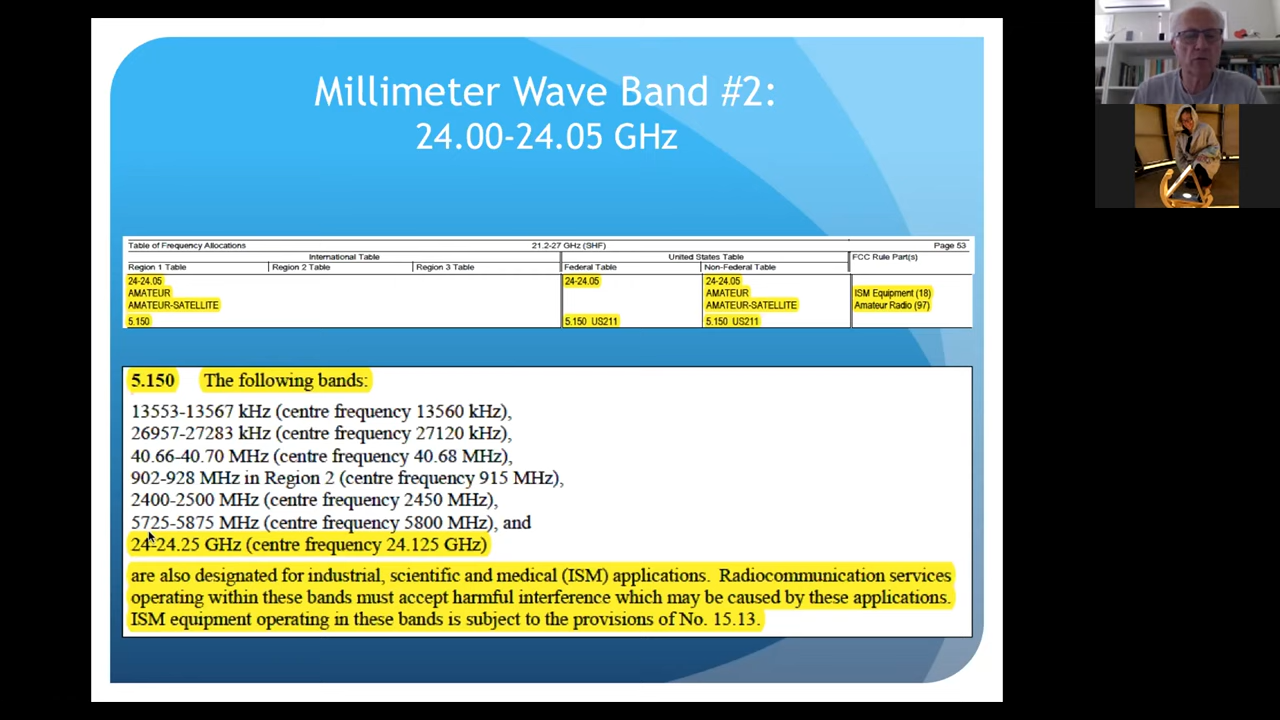 Millimeter Wave Band #2:
24.00-24.05 GHz
Table of Frequency Allocations 21.2-27 GHz (SHF) Page 53
International Table United States Table FCC Rule Part(s)
Region 1 Table Region 2 Table Region 3 Table Federal Table Non-Federal Table
24-24.05 24-24.05 24-24.05
AMATEUR AMATEUR ISM Equipment (18)
AMATEUR-SATELLITE AMATEUR-SATELLITE Amateur Radio (97)
5.150 5.150 US211 5.150 US211
5.150 The following bands:
13553-13567 kHz (centre frequency 13560 kHz),
26957-27283 kHz (centre frequency 27120 kHz),
40.66-40.70 MHz (centre frequency 40.68 MHz),
902-928 MHz in Region 2 (centre frequency 915 MHz),
2400-2500 MHz (centre frequency 2450 MHz),
5725-5875 MHz (centre frequency 5800 MHz), and
24-24.25 GHz (centre frequency 24.125 GHz)
are also designated for industrial, scientific and medical (ISM) applications. Radiocommunication services
operating within these bands must accept harmful interference which may be caused by these applications.
ISM equipment operating in these bands is subject to the provisions of No. 15.13.